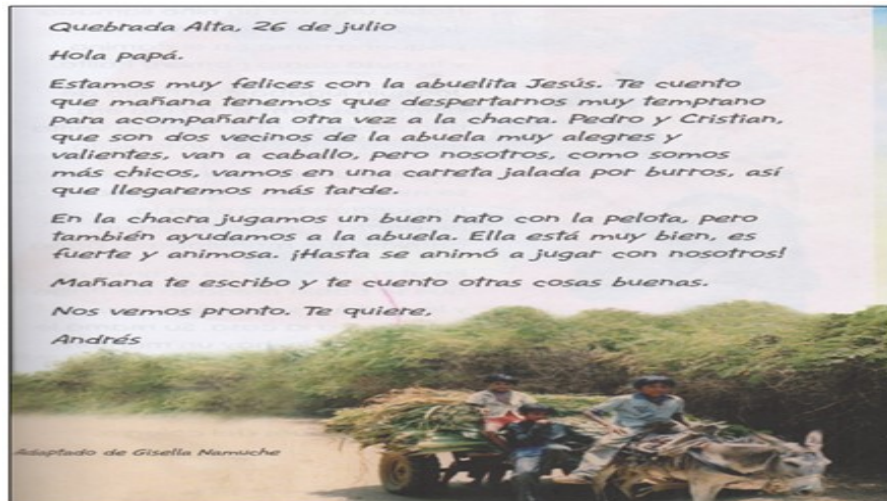 Quebrada Alta, 26 de julio
Hola papá.
Estamos muy felices con la abuelita Jesús. Te cuento
que mañana tenemos que despertarnos muy temprano
para acompañarla otra vez a la chacra. Pedro y Cristian,
que son dos vecinos de la abuela muy alegres y
valientes, van a caballo, pero nosotros, como somos
más chicos, vamos en una carreta jalada por burros, así
que llegaremos más tarde.
En la chacra jugamos un buen rato con la pelota, pero
también ayudamos a la abuela. Ella está muy bien, es
fuerte y animosa. ¡Hasta se animó a jugar con nosotros!
Mañana te escribo y te cuento otras cosas buenas.
Nos vemos pronto. Te quiere,
Andrés
Adaptado de Gisella Namuche